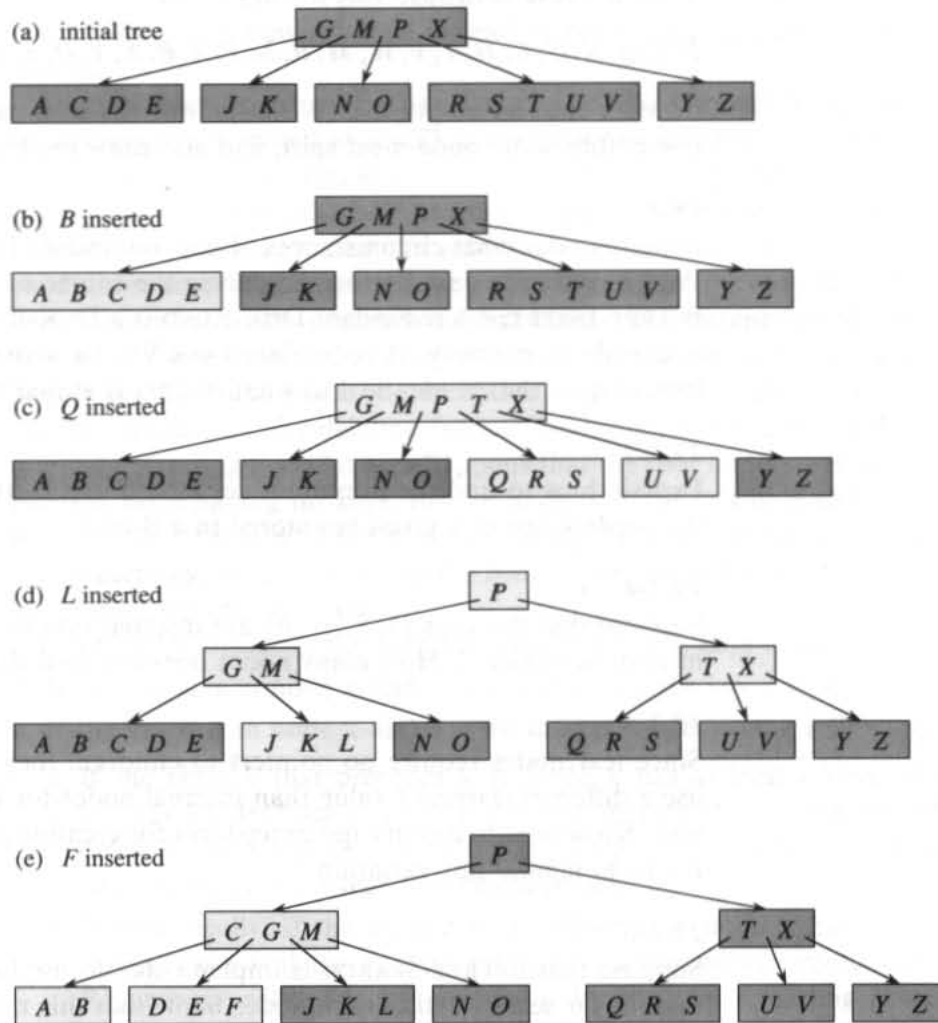 (a) initial tree
G M P X
A C D E J K N O R S T U V Y Z
(b) B inserted
G M P X
A B C D E J K N O R S T U V Y Z
(c) Q inserted
G M P T X
A B C D E J K N O Q R S U V Y Z
(d) L inserted
P
G M T X
A B C D E J K L N O Q R S U V Y Z
(e) F inserted
P
C G M T X
A B D E F J K L N O Q R S U V Y Z